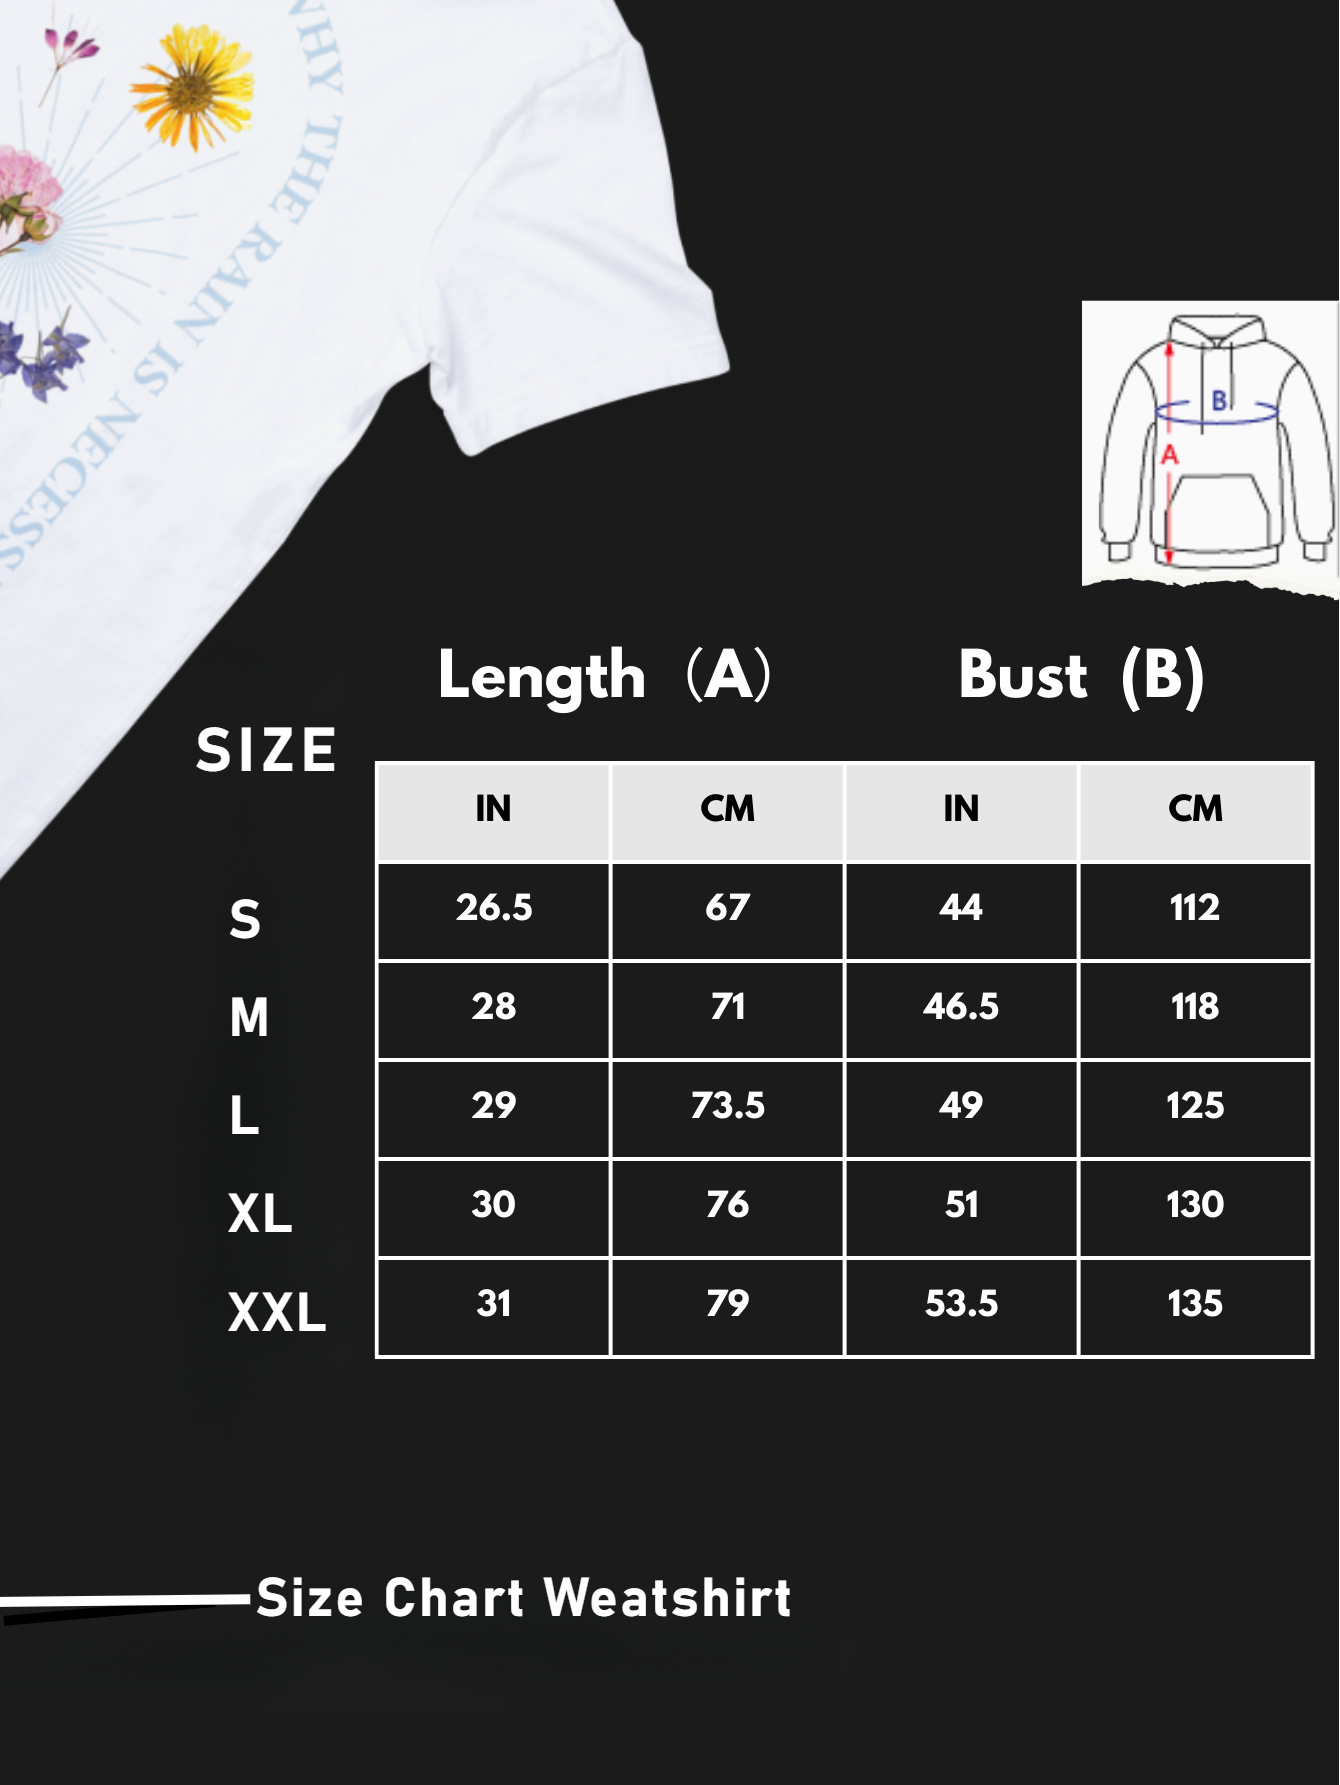 WHY THE RAIN IS NECESS
B
A
Length （A） Bust (B)
SIZE
IN CM IN CM
S 26.5 67 44 112
M 28 71 46.5 118
L 29 73.5 49 125
XL 30 76 51 130
XXL 31 79 53.5 135
Size Chart Weatshirt